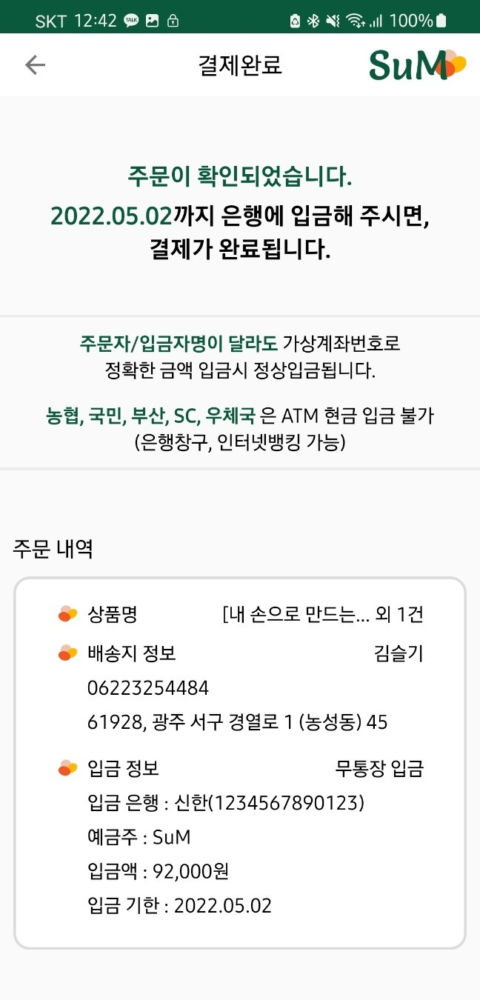 SKT 12:42 TALK 100%
결제완료 SuM
주문이 확인되었습니다.
2022.05.02까지 은행에 입금해 주시면,
결제가 완료됩니다.
주문자/입금자명이 달라도 가상계좌번호로
정확한 금액 입금시 정상입금됩니다.
농협, 국민, 부산, SC, 우체국 은 ATM 현금 입금 불가
(은행창구, 인터넷뱅킹 가능)
주문 내역
상품명 [내 손으로 만드는... 외 1건
배송지 정보 김슬기
06223254484
61928, 광주 서구 경열로 1 (농성동) 45
입금 정보 무통장 입금
입금 은행 : 신한(1234567890123)
예금주 : SuM
입금액 : 92,000원
입금 기한 : 2022.05.02